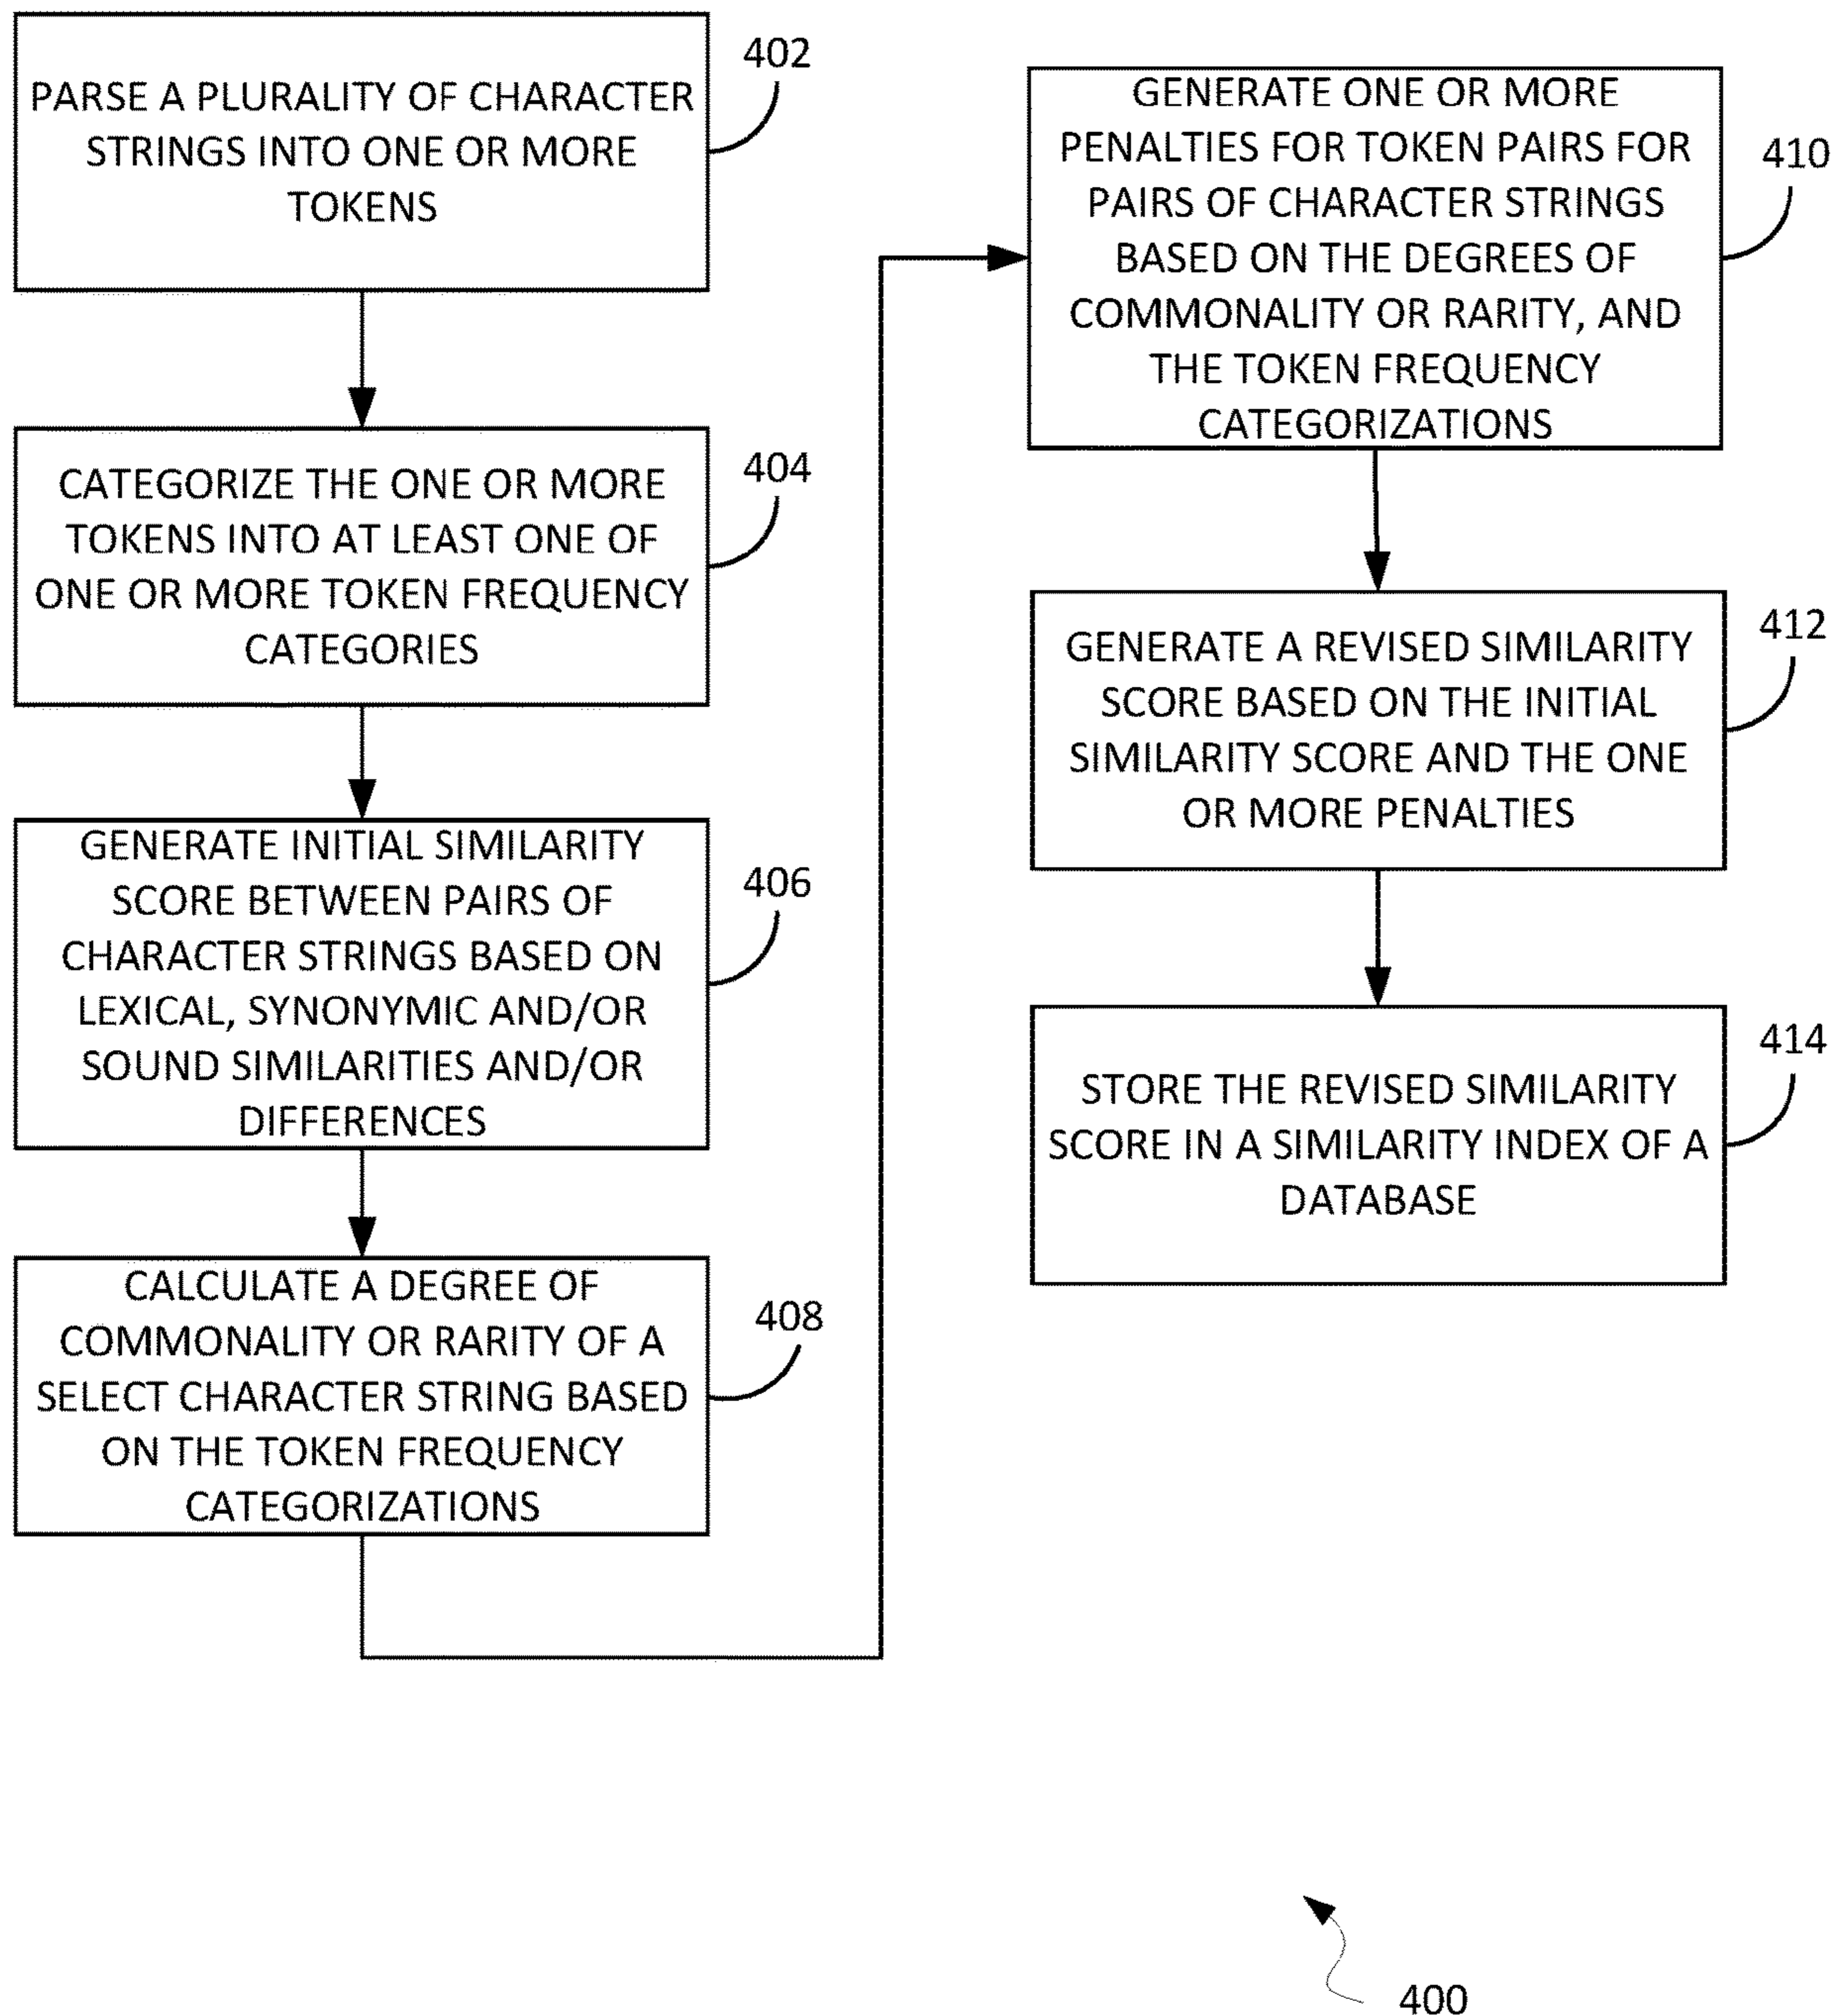 402
PARSE A PLURALITY OF CHARACTER
STRINGS INTO ONE OR MORE
TOKENS
404
CATEGORIZE THE ONE OR MORE
TOKENS INTO AT LEAST ONE OF
ONE OR MORE TOKEN FREQUENCY
CATEGORIES
406
GENERATE INITIAL SIMILARITY
SCORE BETWEEN PAIRS OF
CHARACTER STRINGS BASED ON
LEXICAL, SYNONYMIC AND/OR
SOUND SIMILARITIES AND/OR
DIFFERENCES
408
CALCULATE A DEGREE OF
COMMONALITY OR RARITY OF A
SELECT CHARACTER STRING BASED
ON THE TOKEN FREQUENCY
CATEGORIZATIONS
410
GENERATE ONE OR MORE
PENALTIES FOR TOKEN PAIRS FOR
PAIRS OF CHARACTER STRINGS
BASED ON THE DEGREES OF
COMMONALITY OR RARITY, AND
THE TOKEN FREQUENCY
CATEGORIZATIONS
412
GENERATE A REVISED SIMILARITY
SCORE BASED ON THE INITIAL
SIMILARITY SCORE AND THE ONE
OR MORE PENALTIES
414
STORE THE REVISED SIMILARITY
SCORE IN A SIMILARITY INDEX OF A
DATABASE
400